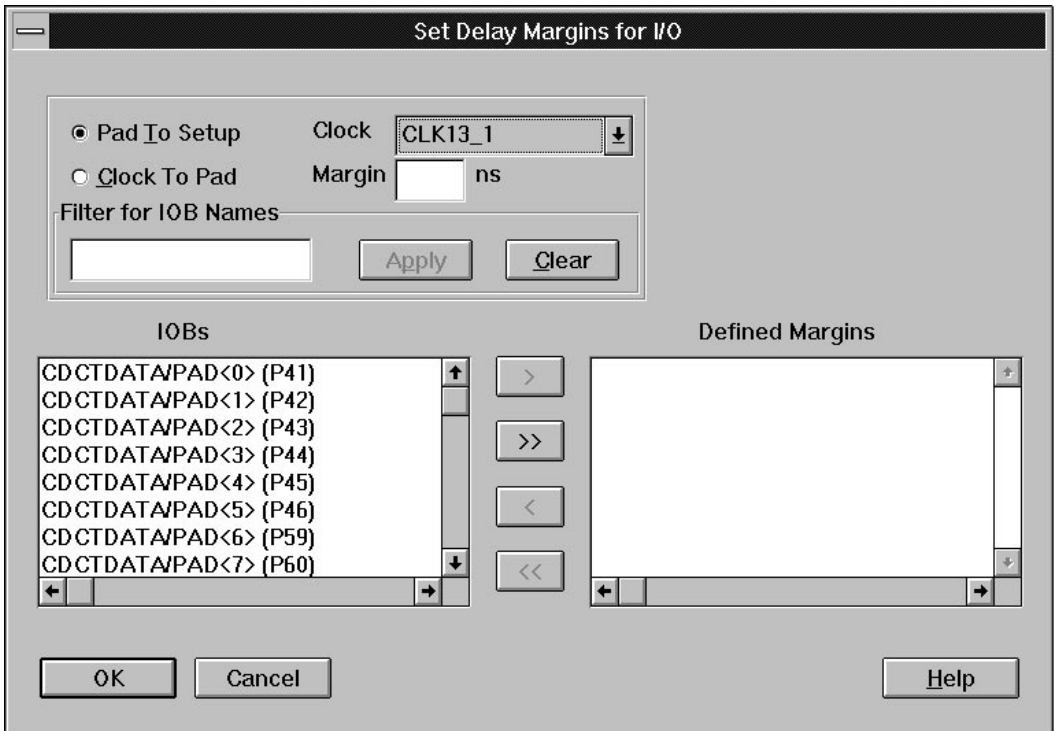 Set Delay Margins for I/O
Pad To Setup
Clock
CLK13_1
Clock To Pad
Margin
ns
Filter for IOB Names
Apply
Clear
IOBs
Defined Margins
CDCTDATA/PAD<0> (P41)
CDCTDATA/PAD<1> (P42)
CDCTDATA/PAD<2> (P43)
CDCTDATA/PAD<3> (P44)
CDCTDATA/PAD<4> (P45)
CDCTDATA/PAD<5> (P46)
CDCTDATA/PAD<6> (P59)
CDCTDATA/PAD<7> (P60)
>
>>
<
<<
OK
Cancel
Help